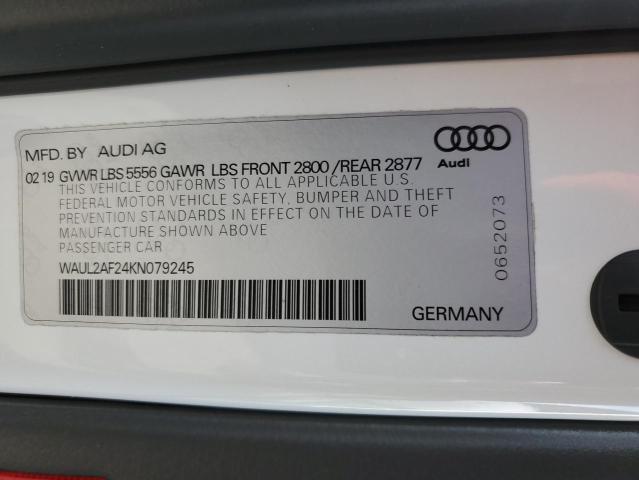 MFD. BY AUDI AG
Audi
02 19 GVWR LBS 5556 GAWR LBS FRONT 2800 /REAR 2877
THIS VEHICLE CONFORMS TO ALL APPLICABLE U.S.
FEDERAL MOTOR VEHICLE SAFETY, BUMPER AND THEFT
PREVENTION STANDARDS IN EFFECT ON THE DATE OF
MANUFACTURE SHOWN ABOVE
PASSENGER CAR
WAUL2AF24KN079245
GERMANY
0652073